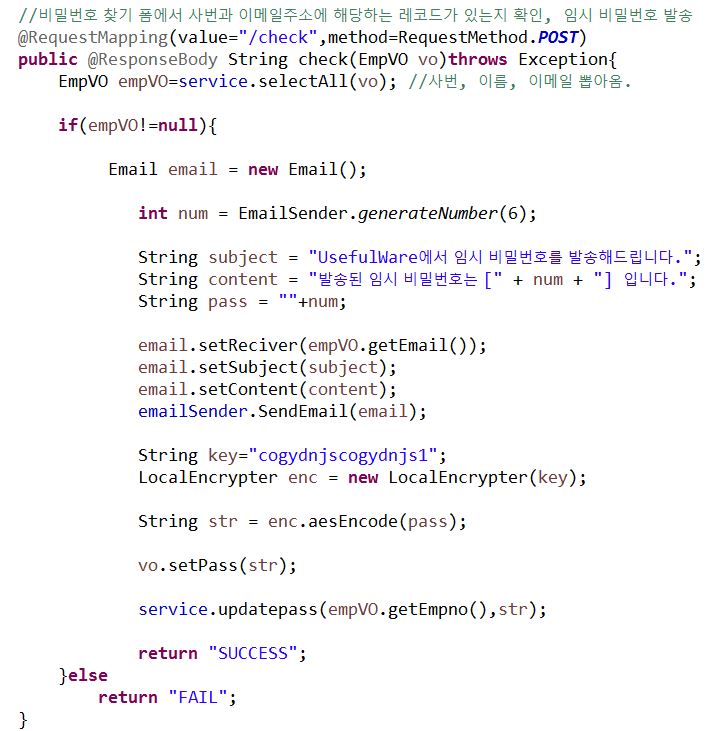 //비밀번호 찾기 폼에서 사번과 이메일주소에 해당하는 레코드가 있는지 확인, 임시 비밀번호 발송
@RequestMapping(value="/check",method=RequestMethod.POST)
public @ResponseBody String check(EmpVO vo)throws Exception{
    EmpVO empVO=service.selectAll(vo); //사번, 이름, 이메일 뽑아옴.
    if(empVO!=null){
         Email email = new Email();
            int num = EmailSender.generateNumber(6);
            String subject = "UsefulWare에서 임시 비밀번호를 발송해드립니다.";
            String content = "발송된 임시 비밀번호는 [" + num + "] 입니다.";
            String pass = ""+num;
            email.setReciver(empVO.getEmail());
            email.setSubject(subject);
            email.setContent(content);
            emailSender.SendEmail(email);
            String key="cogydnjscogydnjs1";
            LocalEncrypter enc = new LocalEncrypter(key);
            String str = enc.aesEncode(pass);
            vo.setPass(str);
            service.updatepass(empVO.getEmpno(),str);
            return "SUCCESS";
    }else
        return "FAIL";
}